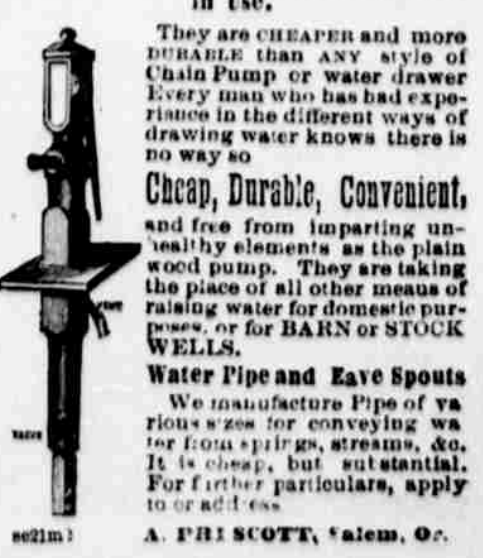 in use.
They are CHEAPER and more
DURABLE than ANY style of
Chain Pump or water drawer
Every man who has had expe-
rience in the different ways of
drawing water knows there is
no way so
Cheap, Durable, Convenient,
and free from imparting un-
healthy elements as the plain
wood pump. They are taking
the place of all other means of
raising water for domestic pur-
poses, or for BARN or STOCK
WELLS.
Water Pipe and Eave Spouts
We manufacture Pipe of va
rious sizes for conveying wa
ter from springs, streams, &c.
It is cheap, but substantial.
For further particulars, apply
to or address
A. PRESCOTT, Salem, Or.
se21m